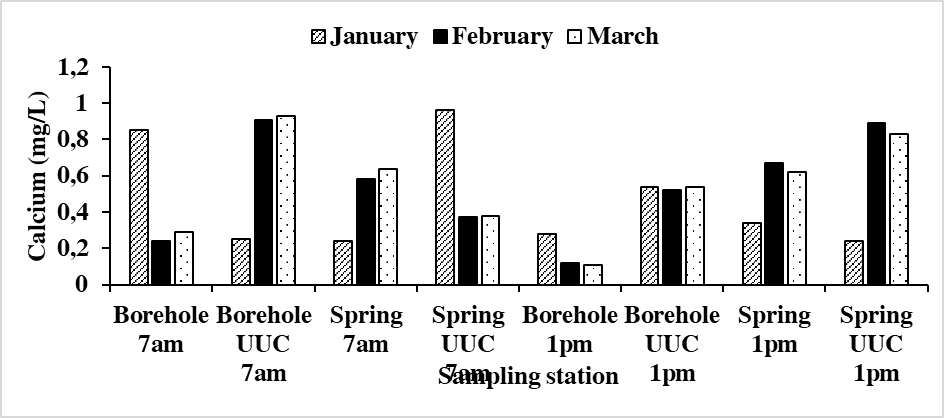 January February March
1,2
1
0,8
0,6
0,4
0,2
0
Calcium (mg/L)
Borehole Borehole Spring Spring Borehole Borehole Spring Spring
7am UUC 7am UUC 1pm UUC 1pm UUC
7am 7am 1pm 1pm
Sampling station